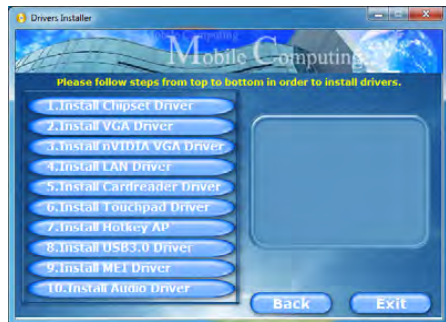 Drivers Installer
Mobile Computing
Mobile Computing
Please follow steps from top to bottom in order to install drivers.
1.Install Chipset Driver
2.Install VGA Driver
3.Install nVIDIA VGA Driver
4.Install LAN Driver
5.Install Cardreader Driver
6.Install Touchpad Driver
7.Install Hotkey AP
8.Install USB3.0 Driver
9.Install MEI Driver
10.Install Audio Driver
Back
Exit